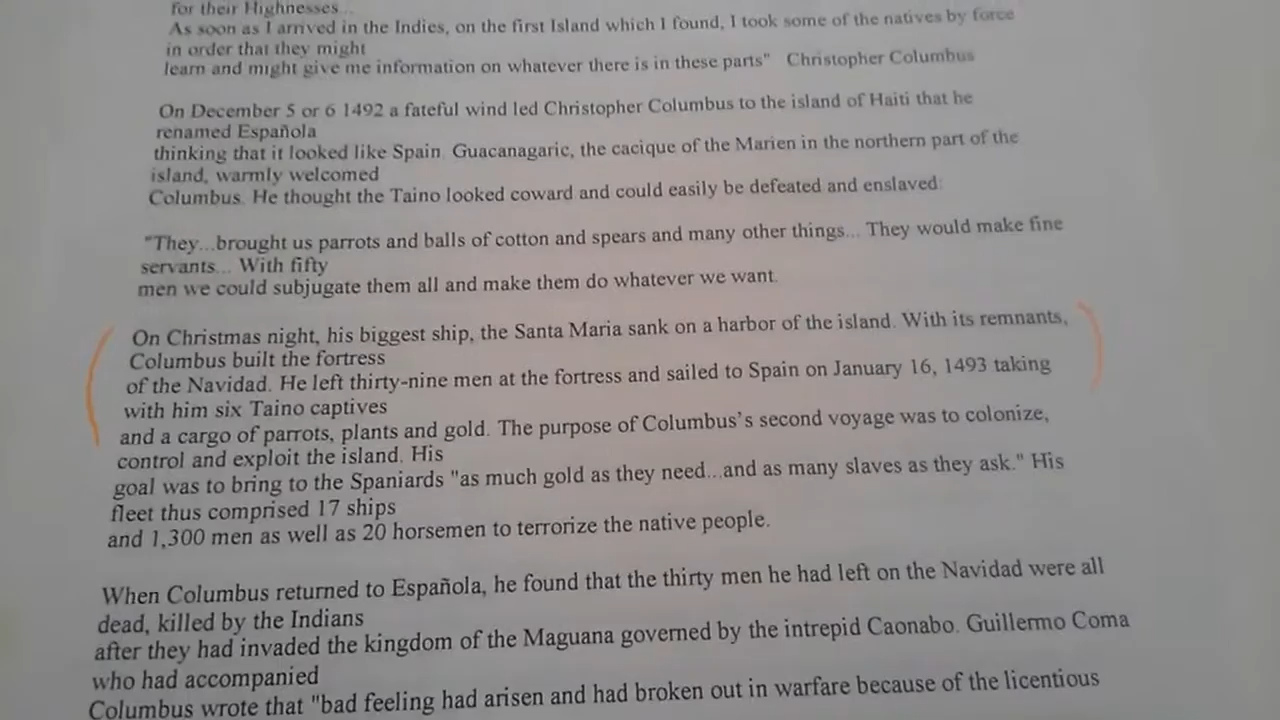 for their Highnesses...
As soon as I arrived in the Indies, on the first Island which I found, I took some of the natives by force
in order that they might
learn and might give me information on whatever there is in these parts" Christopher Columbus
On December 5 or 6 1492 a fateful wind led Christopher Columbus to the island of Haiti that he
renamed Española
thinking that it looked like Spain. Guacanagaric, the cacique of the Marien in the northern part of the
island, warmly welcomed
Columbus. He thought the Taino looked coward and could easily be defeated and enslaved:
"They...brought us parrots and balls of cotton and spears and many other things... They would make fine
servants... With fifty
men we could subjugate them all and make them do whatever we want.
On Christmas night, his biggest ship, the Santa Maria sank on a harbor of the island. With its remnants,
Columbus built the fortress
of the Navidad. He left thirty-nine men at the fortress and sailed to Spain on January 16, 1493 taking
with him six Taino captives
and a cargo of parrots, plants and gold. The purpose of Columbus's second voyage was to colonize,
control and exploit the island. His
goal was to bring to the Spaniards "as much gold as they need...and as many slaves as they ask." His
fleet thus comprised 17 ships
and 1,300 men as well as 20 horsemen to terrorize the native people.
When Columbus returned to Española, he found that the thirty men he had left on the Navidad were all
dead, killed by the Indians
after they had invaded the kingdom of the Maguana governed by the intrepid Caonabo. Guillermo Coma
who had accompanied
Columbus wrote that "bad feeling had arisen and had broken out in warfare because of the licentious